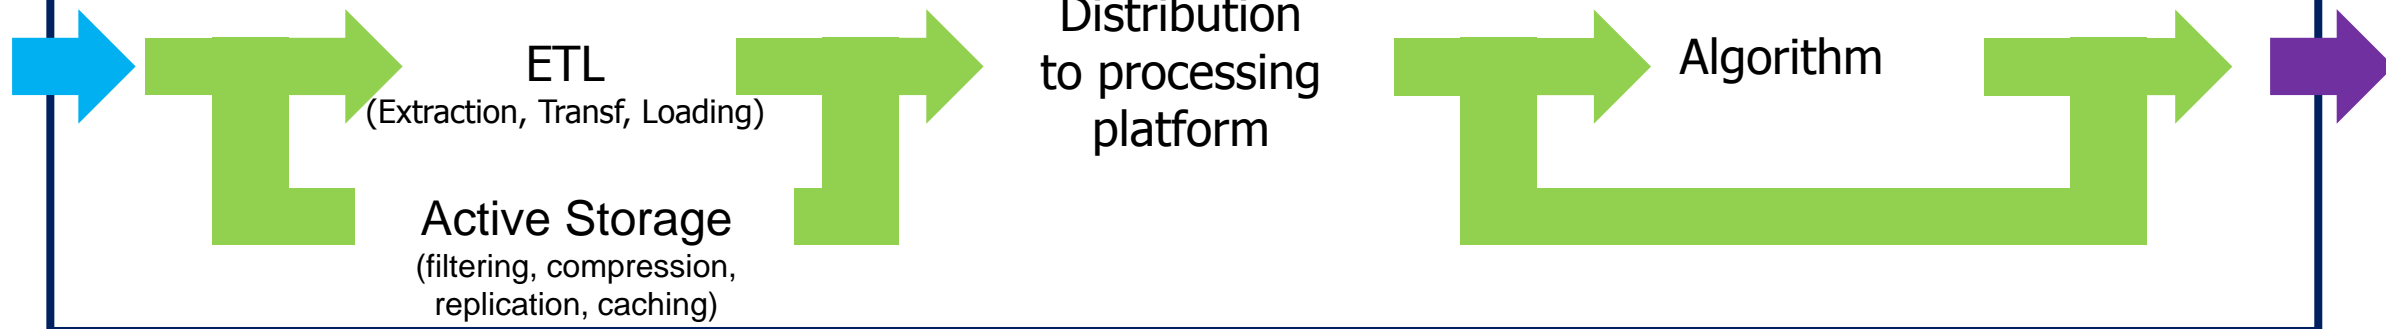 ETL
(Extraction, Transf, Loading)
Active Storage
(filtering, compression,
replication, caching)
Distribution
to processing
platform
Algorithm